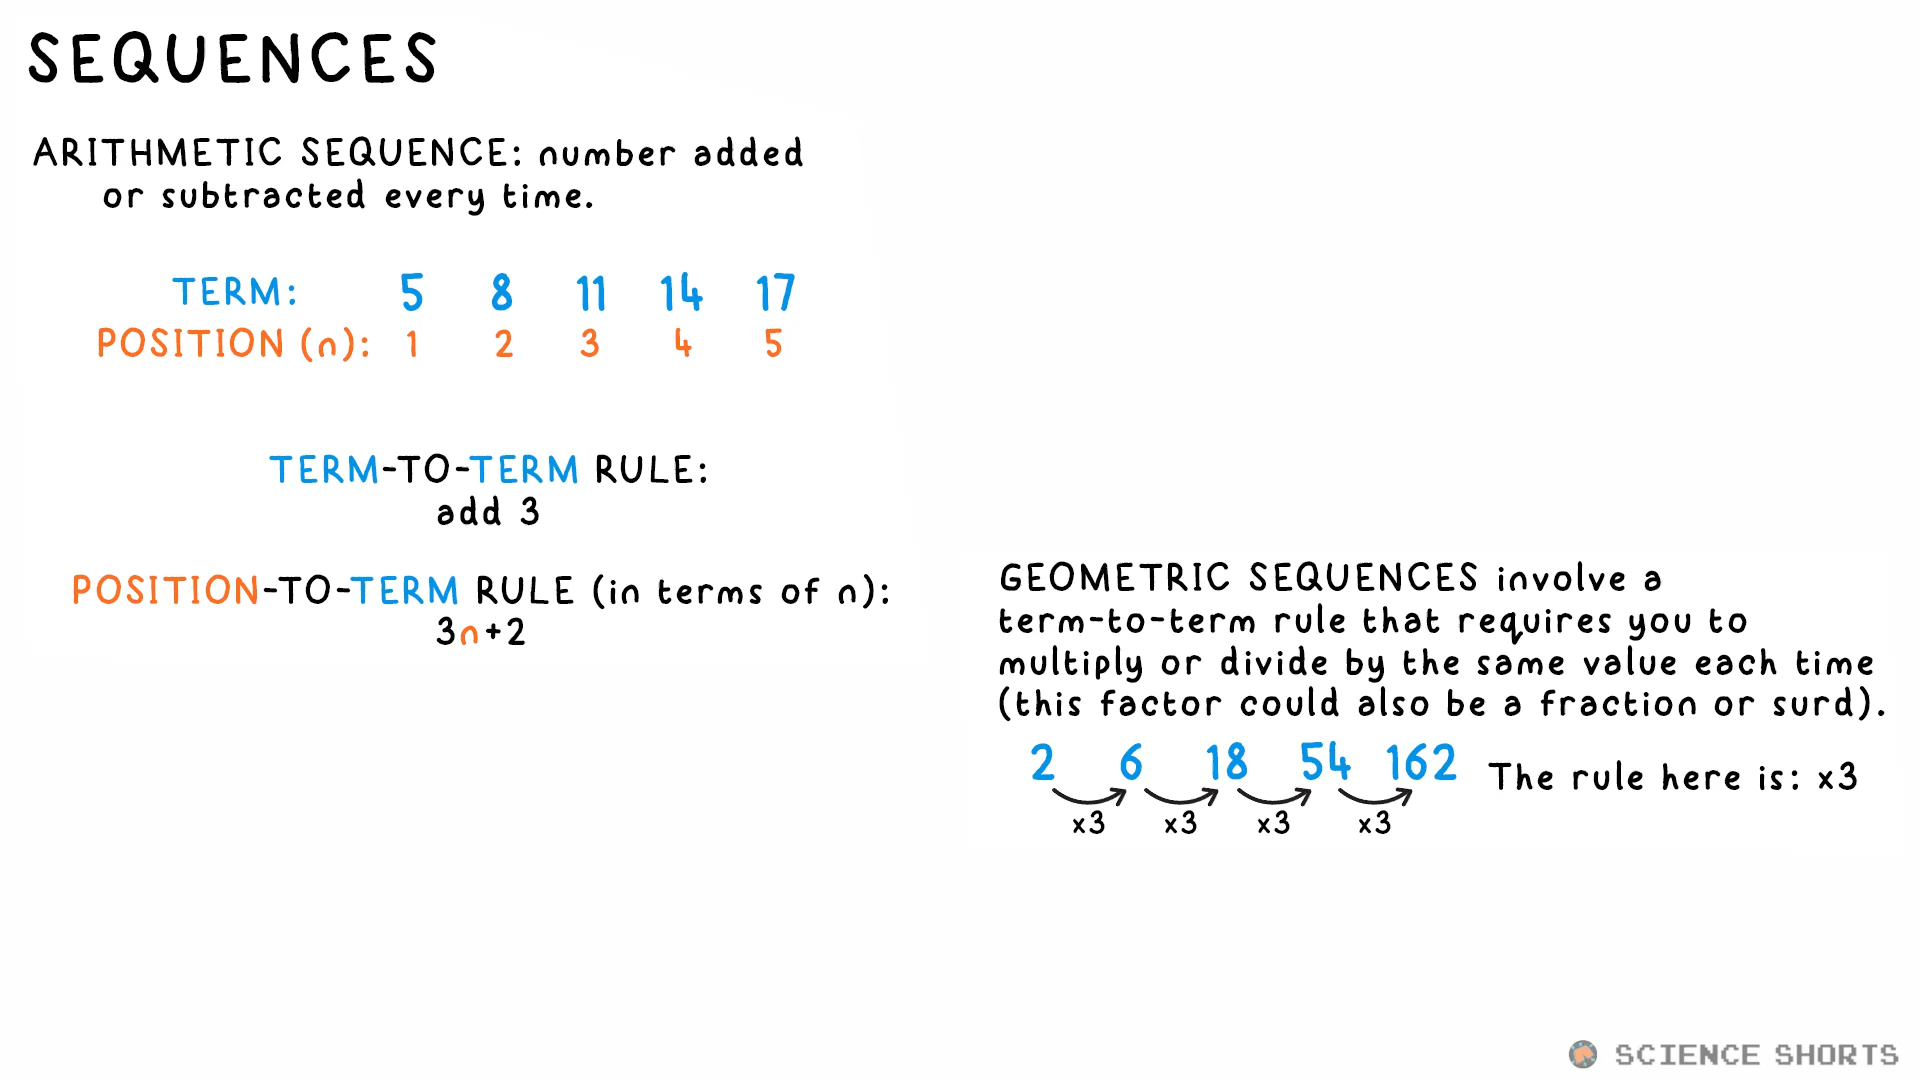 SEQUENCES
ARITHMETIC SEQUENCE: number added
or subtracted every time.
TERM: 5 8 11 14 17
POSITION (n): 1 2 3 4 5
TERM-TO-TERM RULE:
add 3
POSITION-TO-TERM RULE (in terms of n):
3n+2
GEOMETRIC SEQUENCES involve a
term-to-term rule that requires you to
multiply or divide by the same value each time
(this factor could also be a fraction or surd).
2 6 18 54 162 The rule here is: x3
x3 x3 x3 x3
SCIENCE SHORTS